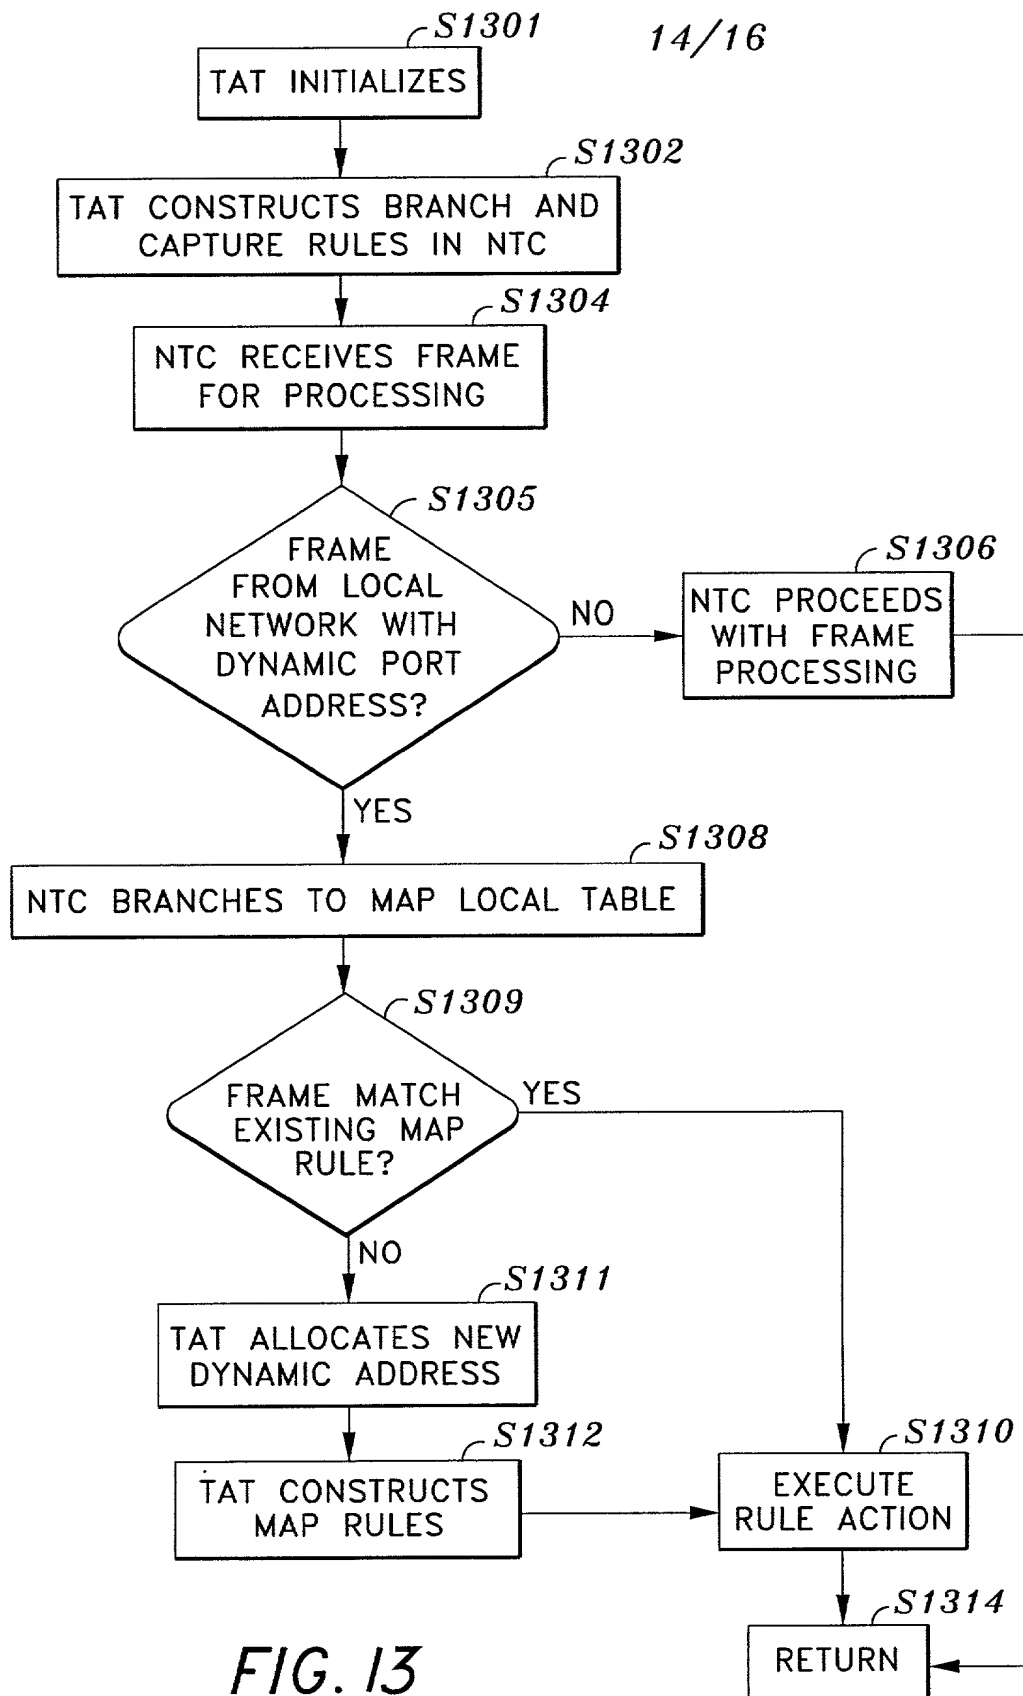 S1301
14/16
TAT INITIALIZES
S1302
TAT CONSTRUCTS BRANCH AND
CAPTURE RULES IN NTC
S1304
NTC RECEIVES FRAME
FOR PROCESSING
S1305
FRAME
FROM LOCAL
NETWORK WITH
DYNAMIC PORT
ADDRESS?
NO
S1306
NTC PROCEEDS
WITH FRAME
PROCESSING
YES
S1308
NTC BRANCHES TO MAP LOCAL TABLE
S1309
FRAME MATCH
EXISTING MAP
RULE?
YES
NO
S1311
TAT ALLOCATES NEW
DYNAMIC ADDRESS
S1312
TAT CONSTRUCTS
MAP RULES
S1310
EXECUTE
RULE ACTION
S1314
RETURN
FIG. 13